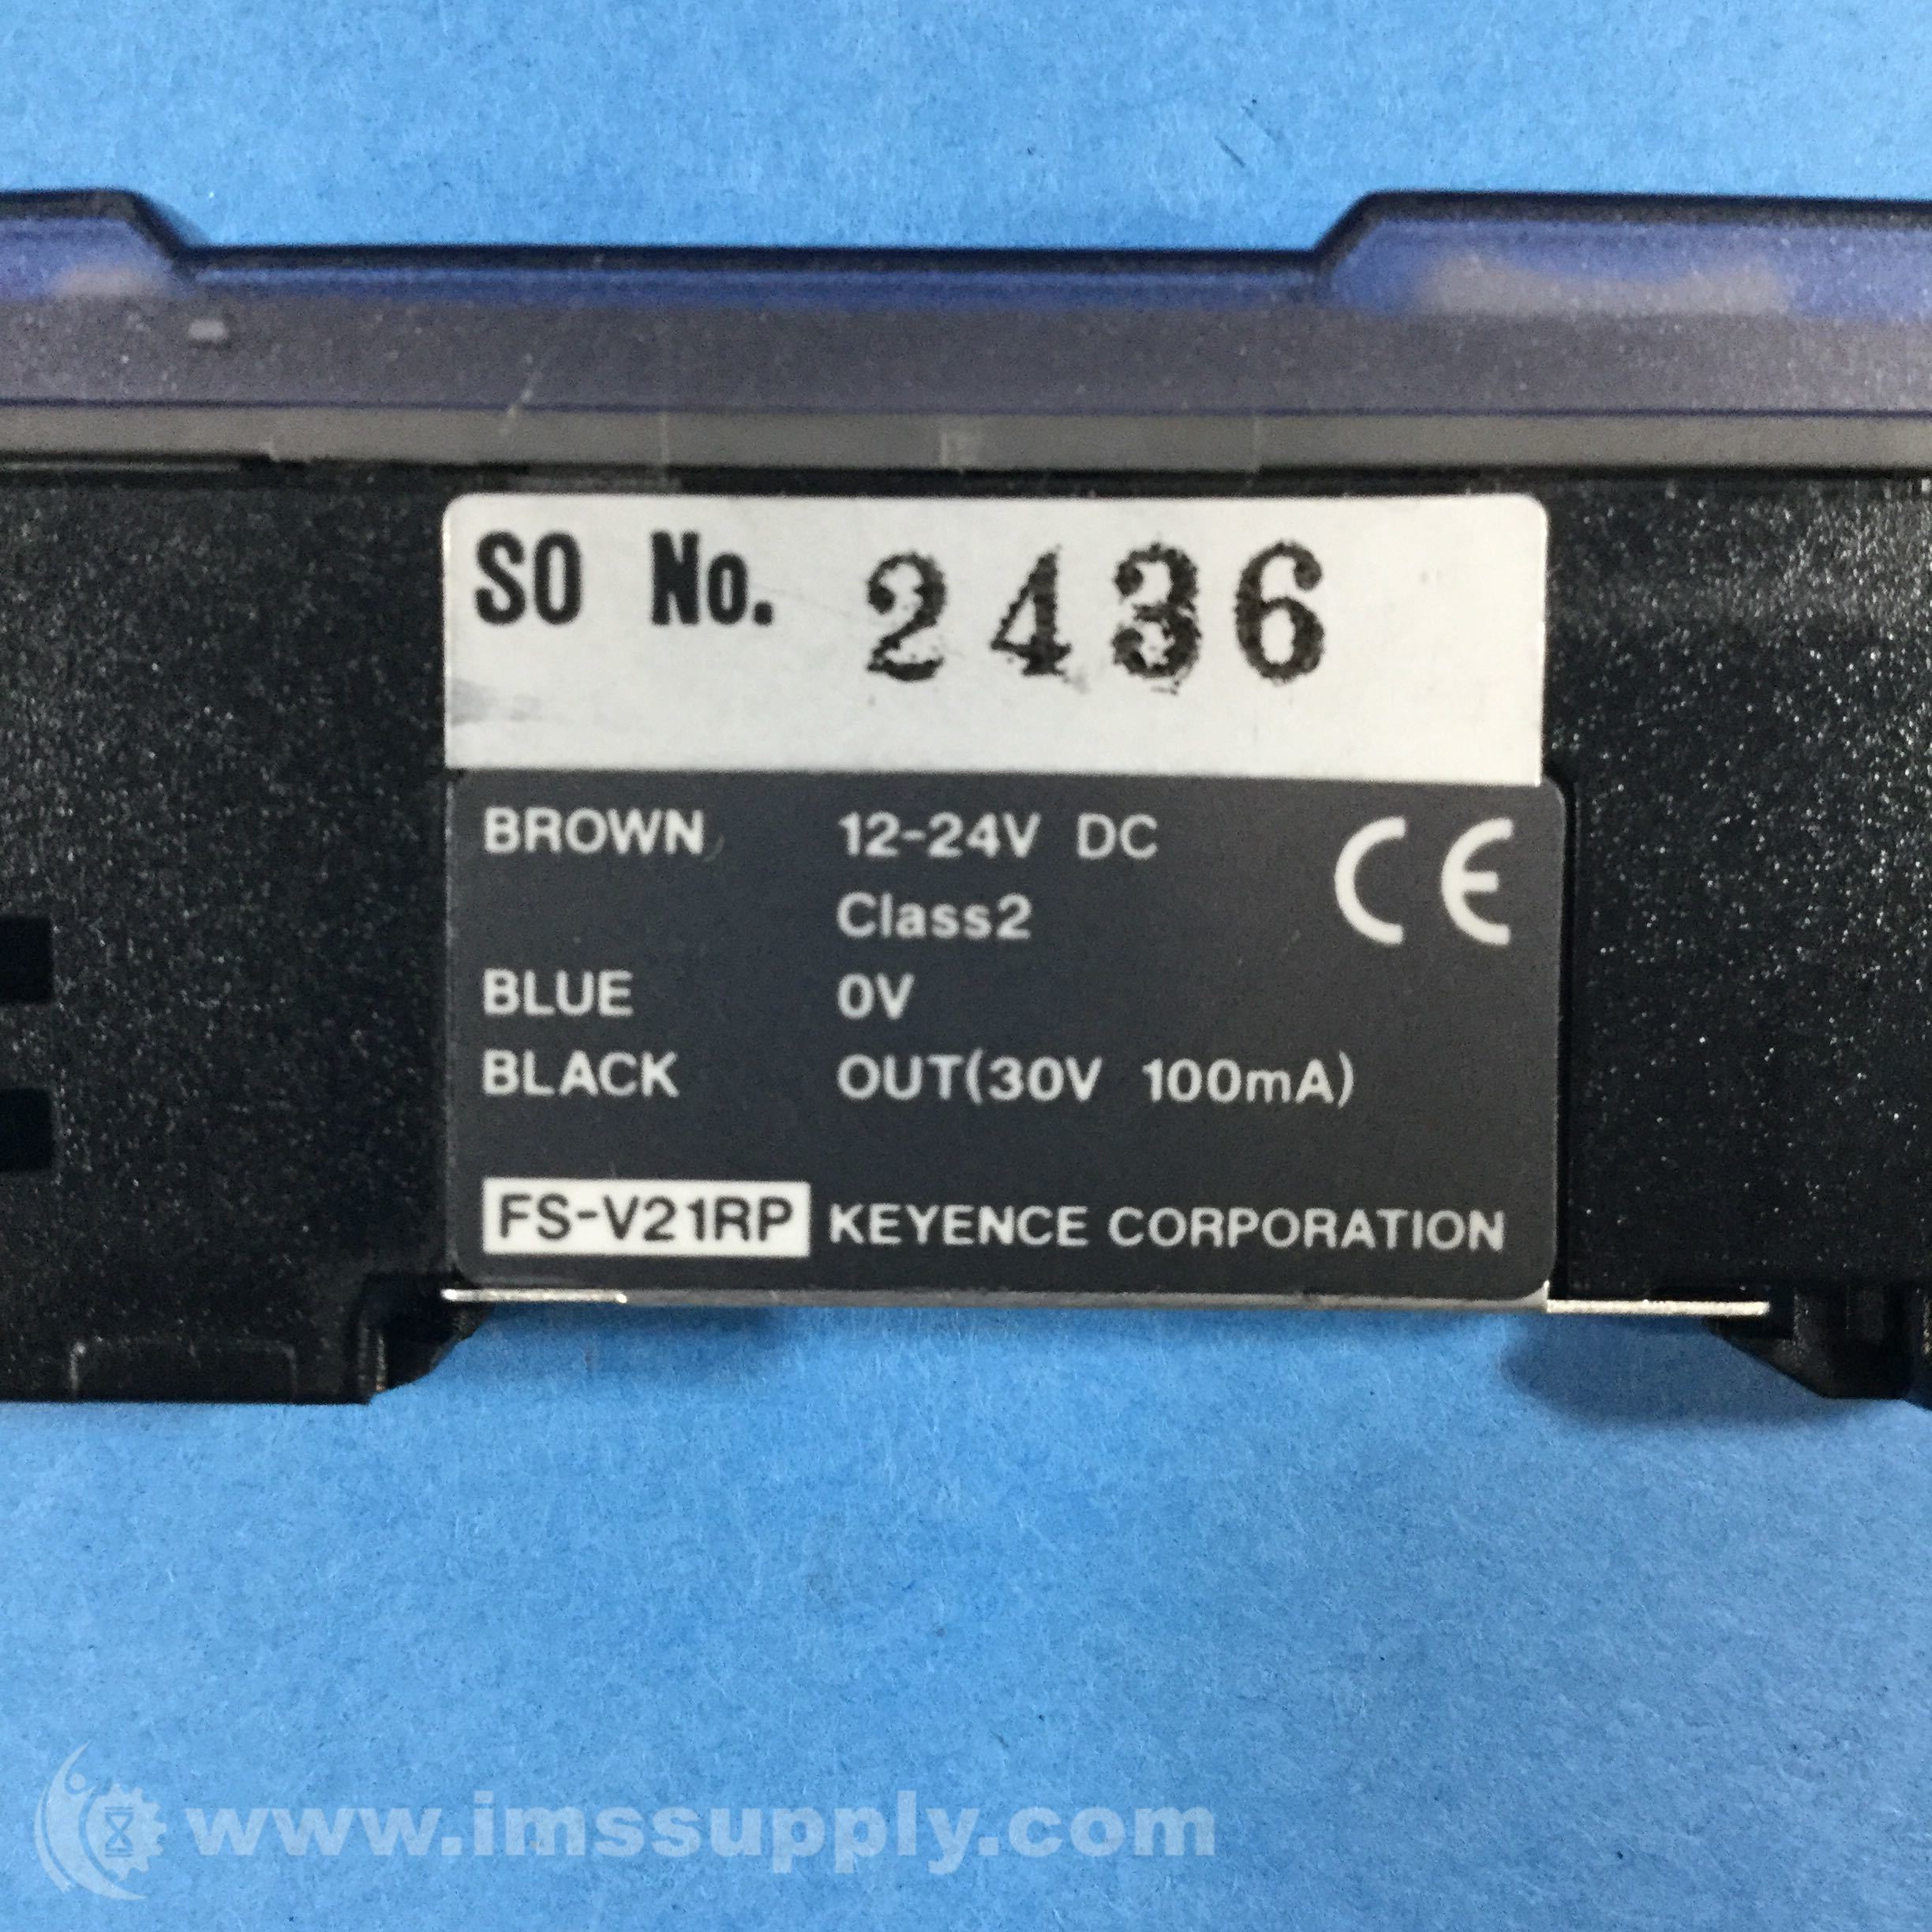 SO No. 2436
BROWN 12-24V DC
Class2
CE
BLUE 0V
BLACK OUT(30V 100mA)
FS-V21RP KEYENCE CORPORATION
www.imssupply.com